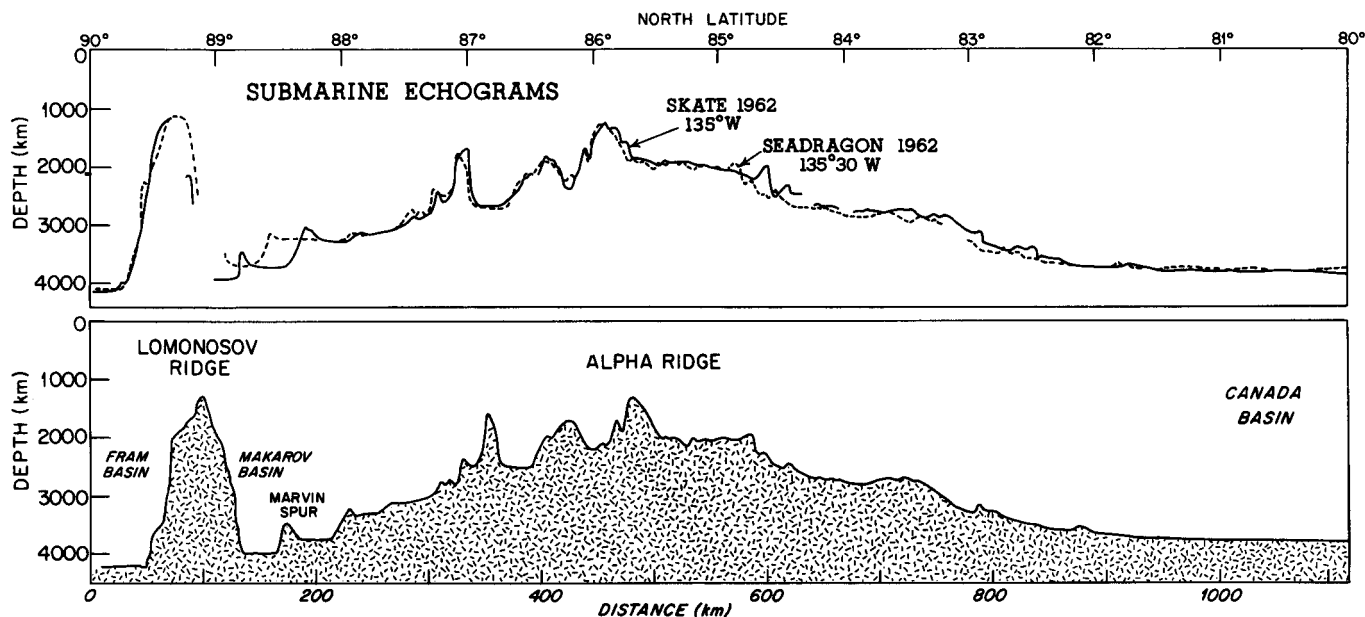 NORTH LATITUDE
90° 89° 88° 87° 86° 85° 84° 83° 82° 81° 80°
0
1000
2000
3000
4000
DEPTH (km)
SUBMARINE ECHOGRAMS
SKATE 1962
135°W
SEADRAGON 1962
135°30 W
0
1000
2000
3000
4000
DEPTH (km)
LOMONOSOV
RIDGE
ALPHA RIDGE
CANADA
BASIN
FRAM
BASIN
MAKAROV
BASIN
MARVIN
SPUR
0 200 400 600 800 1000
DISTANCE (km)